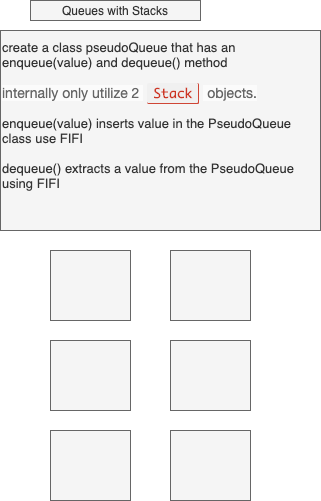 Queues with Stacks
create a class pseudoQueue that has an
enqueue(value) and dequeue() method
internally only utilize 2 Stack objects.
enqueue(value) inserts value in the PseudoQueue
class use FIFI
dequeue() extracts a value from the PseudoQueue
using FIFI